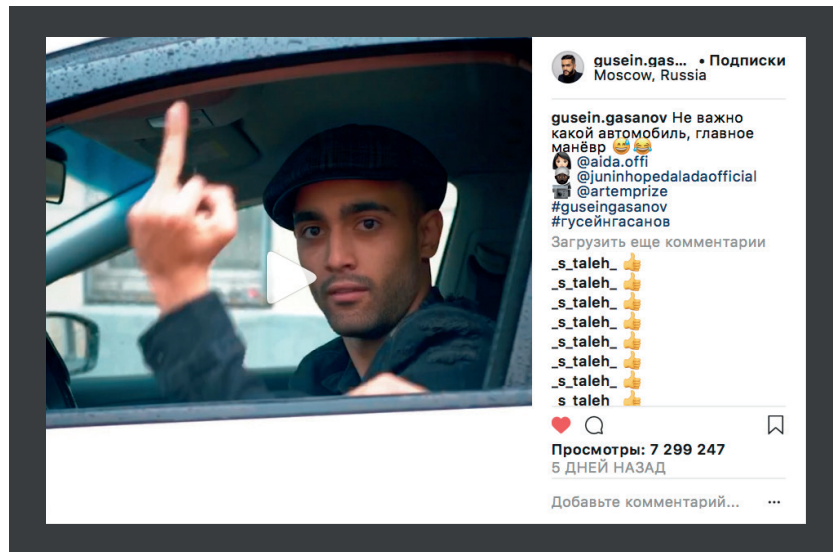 gusein.gas... • Подписки
Moscow, Russia
gusein.gasanov Не важно
какой автомобиль, главное
манёвр 😅😂
@aida.offi
@juninhopedaladaofficial
@artemprize
#guseingasanov
#гусейнгасанов
Загрузить еще комментарии
_s_taleh_ 👍
_s_taleh_ 👍
_s_taleh_ 👍
_s_taleh_ 👍
_s_taleh_ 👍
_s_taleh_ 👍
_s_taleh_ 👍
_s_taleh_ 👍
Просмотры: 7 299 247
5 ДНЕЙ НАЗАД
Добавьте комментарий...